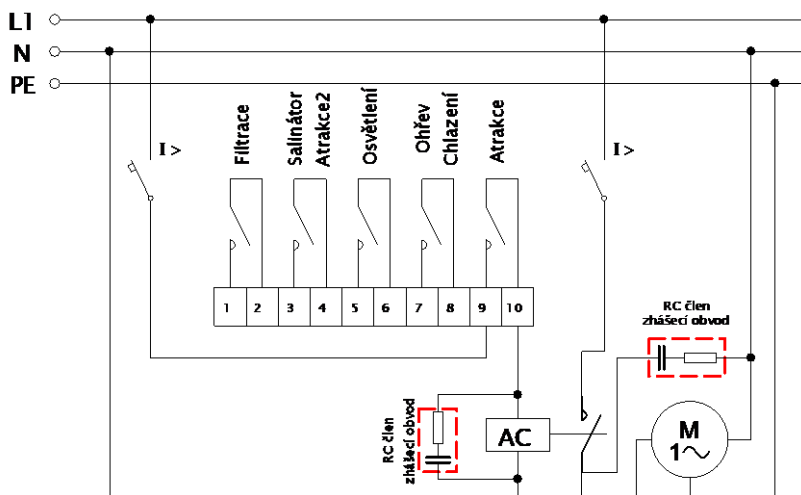 L1
N
PE
I >
I >
Filtrace
Salinátor
Atrakce2
Osvětlení
Ohřev
Chlazení
Atrakce
1 2 3 4 5 6 7 8 9 10
RC člen
zhášecí obvod
RC člen
zhášecí obvod
AC
M
1